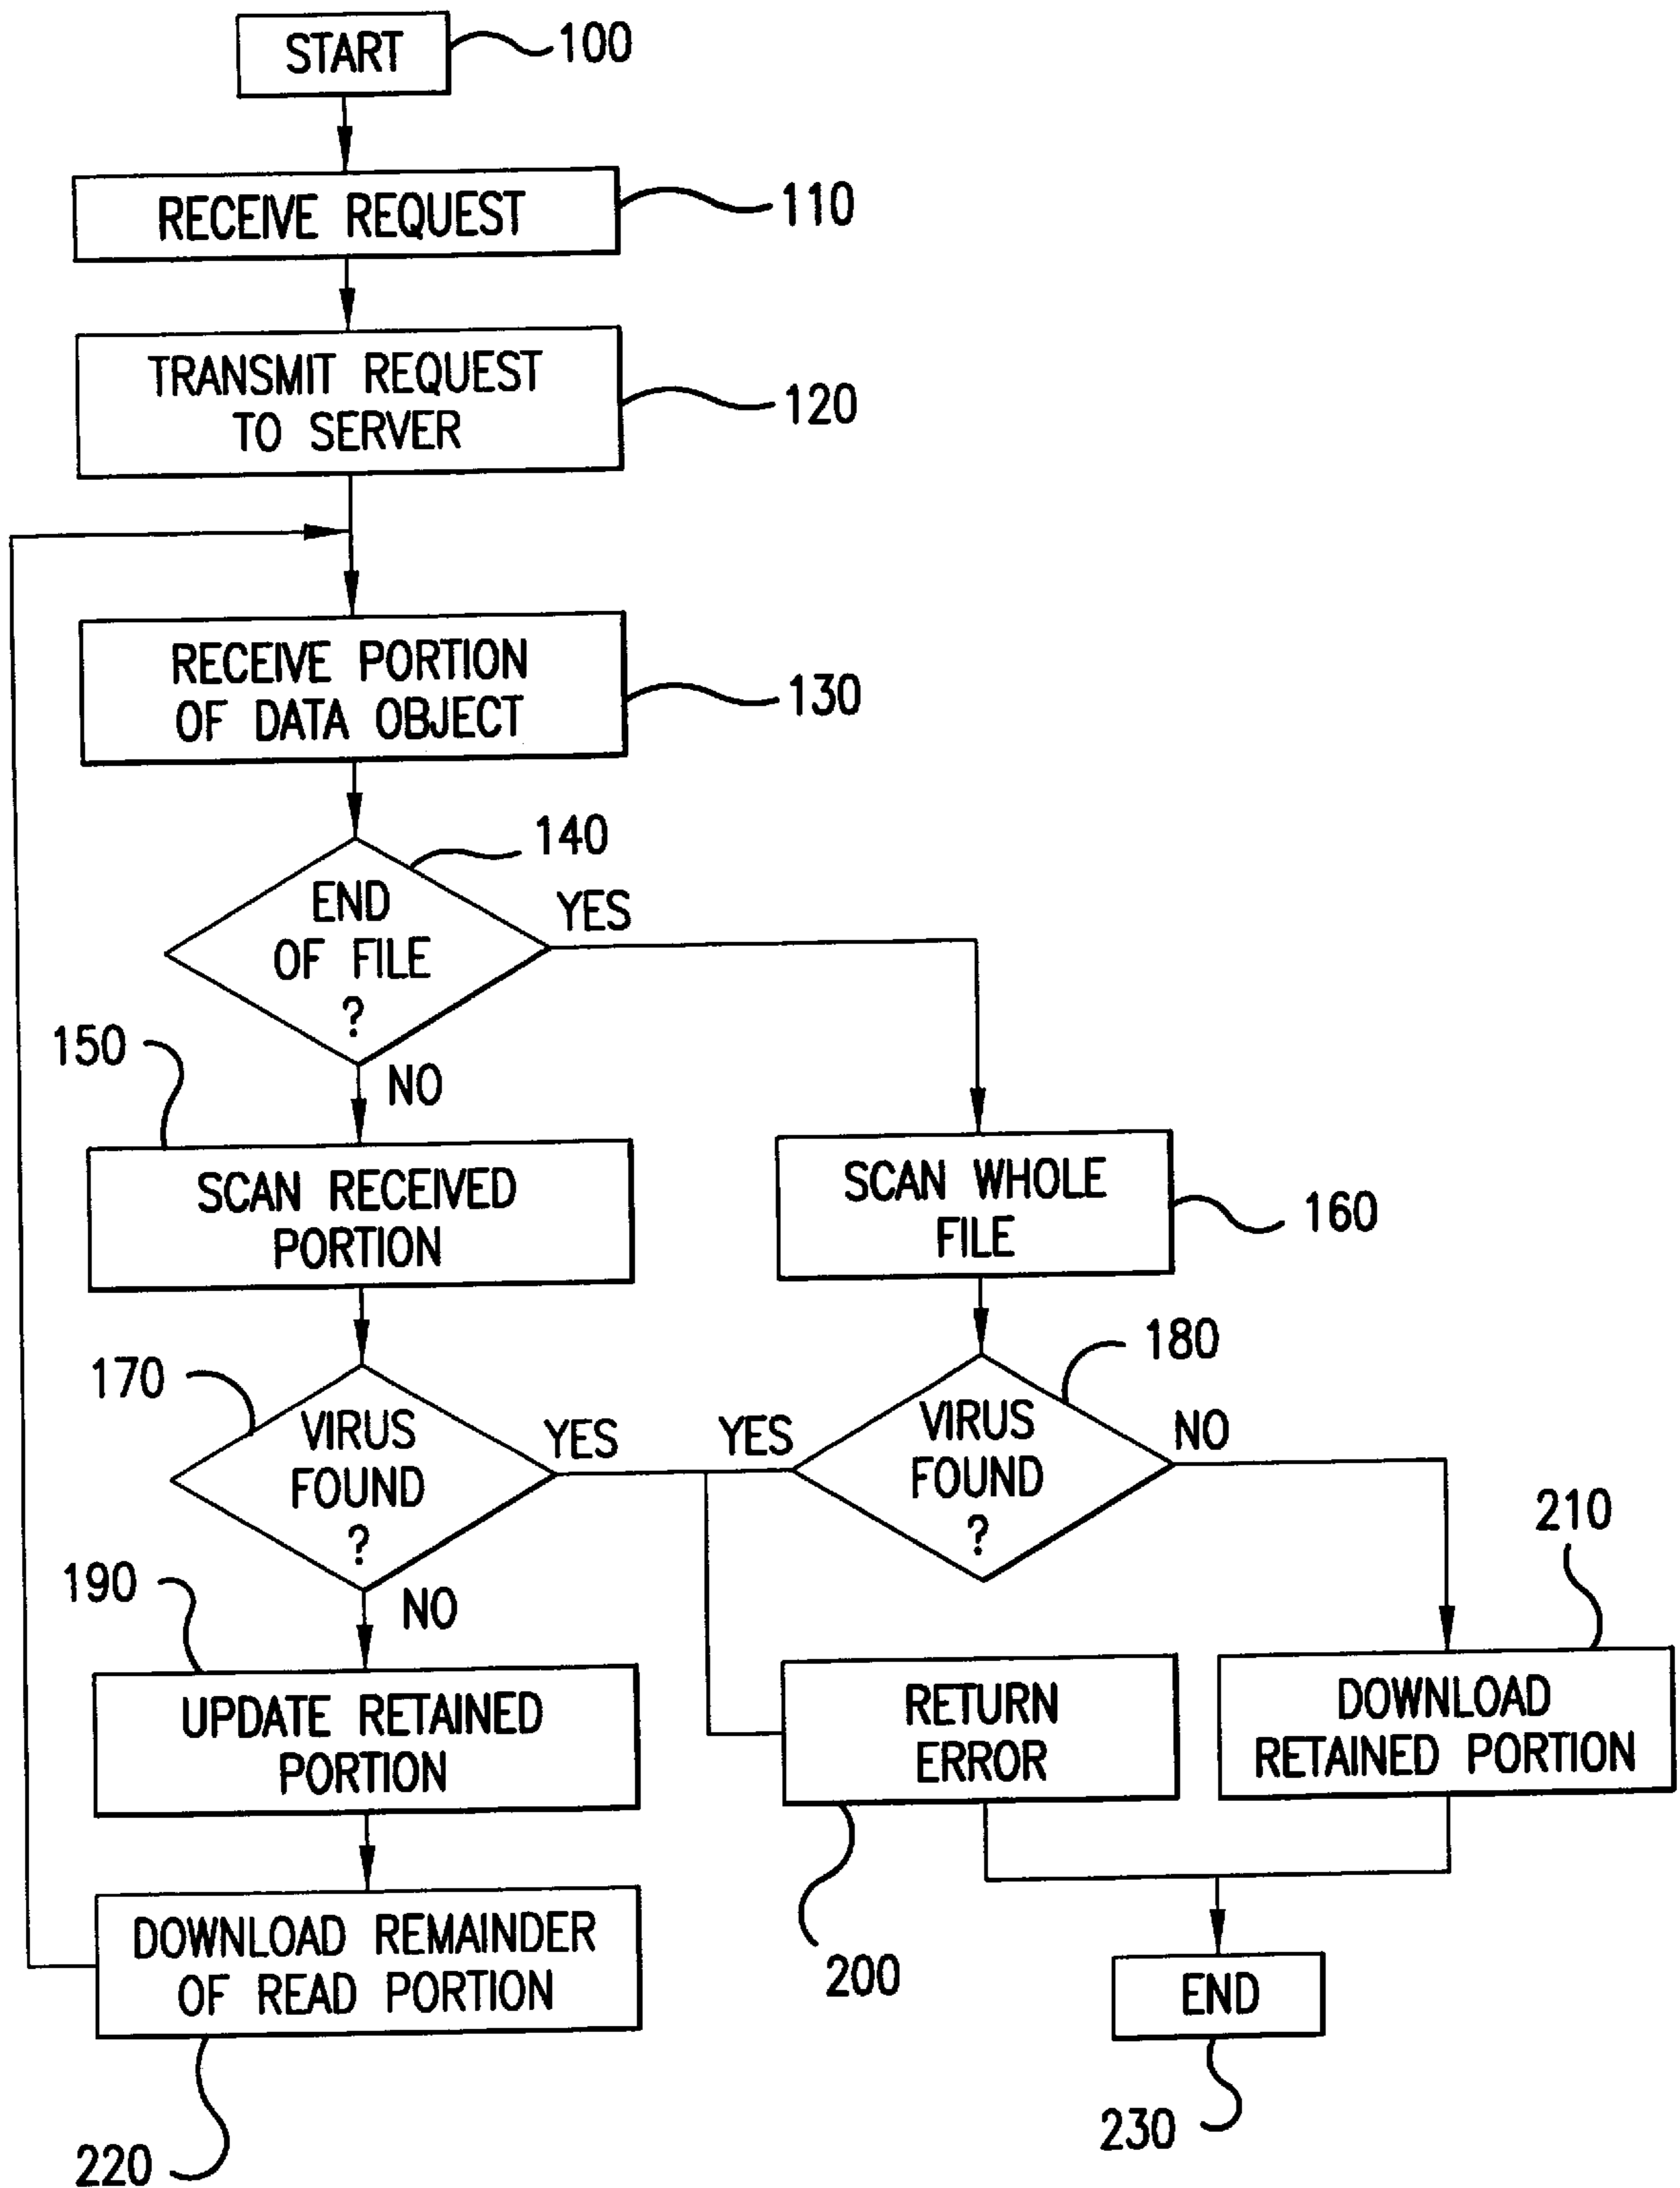 START
100
RECEIVE REQUEST
110
TRANSMIT REQUEST
TO SERVER
120
RECEIVE PORTION
OF DATA OBJECT
130
140
END
OF FILE
?
YES
NO
150
SCAN RECEIVED
PORTION
SCAN WHOLE
FILE
160
170
VIRUS
FOUND
?
YES
NO
180
VIRUS
FOUND
?
YES
NO
190
UPDATE RETAINED
PORTION
RETURN
ERROR
200
210
DOWNLOAD
RETAINED PORTION
DOWNLOAD REMAINDER
OF READ PORTION
220
END
230